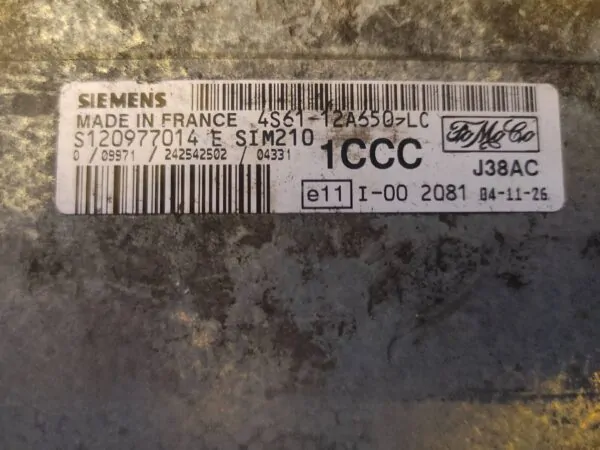 SIEMENS
MADE IN FRANCE 4S61-12A650-LC
S120977014 E SIM210
FoMoCo
0 / 09971 / 242542502 / 04331
1CCC
J38AC
e11 I-00 2081 04-11-26